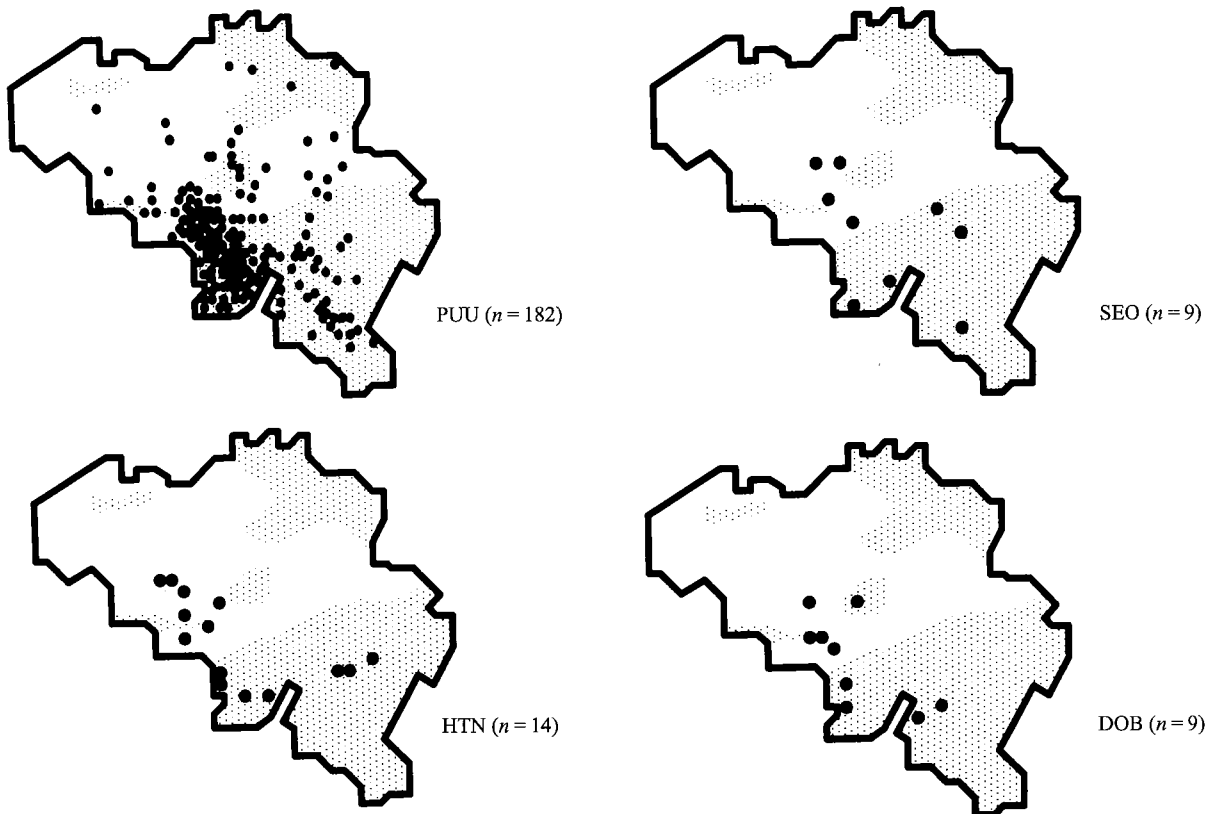 PUU (n = 182)
SEO (n = 9)
HTN (n = 14)
DOB (n = 9)